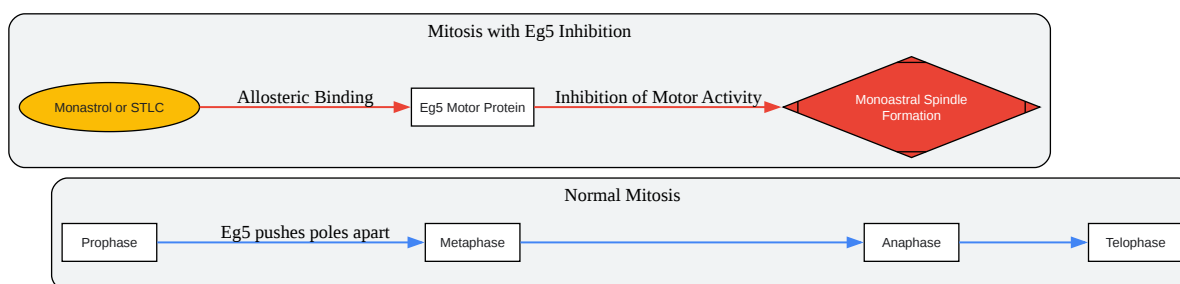 Mitosis with Eg5 Inhibition
Monastrol or STLC
Allosteric Binding
Eg5 Motor Protein
Inhibition of Motor Activity
Monoastral Spindle
Formation
Normal Mitosis
Prophase
Eg5 pushes poles apart
Metaphase
Anaphase
Telophase